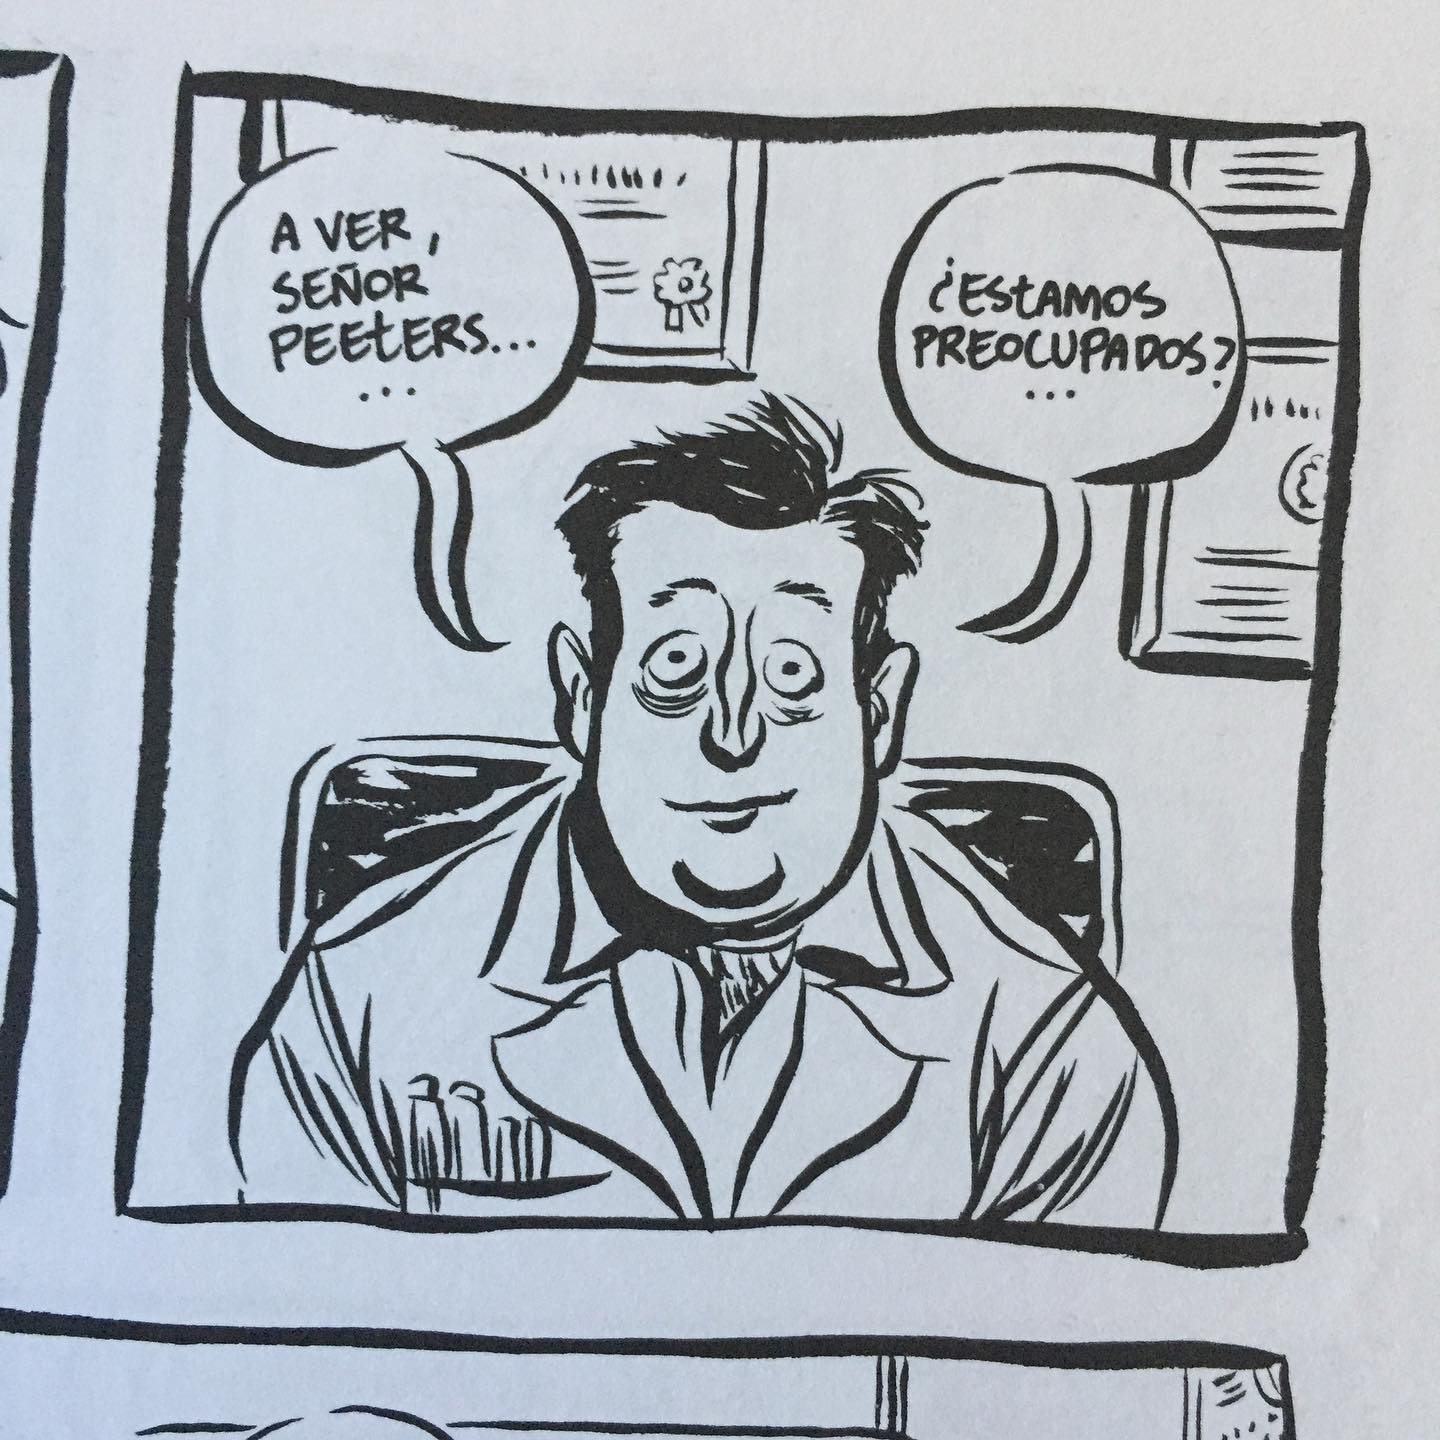 A VER,
SEÑOR
PEETERS...
...
¿ESTAMOS
PREOCUPADOS?
...